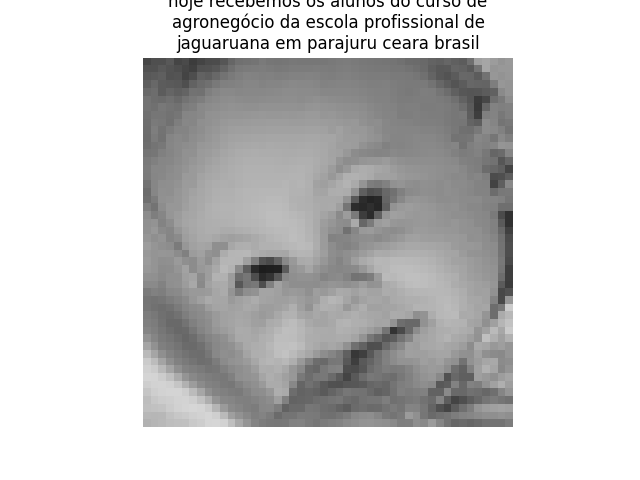 hoje recebemos os alunos do curso de
agronegócio da escola profissional de
jaguaruana em parajuru ceara brasil